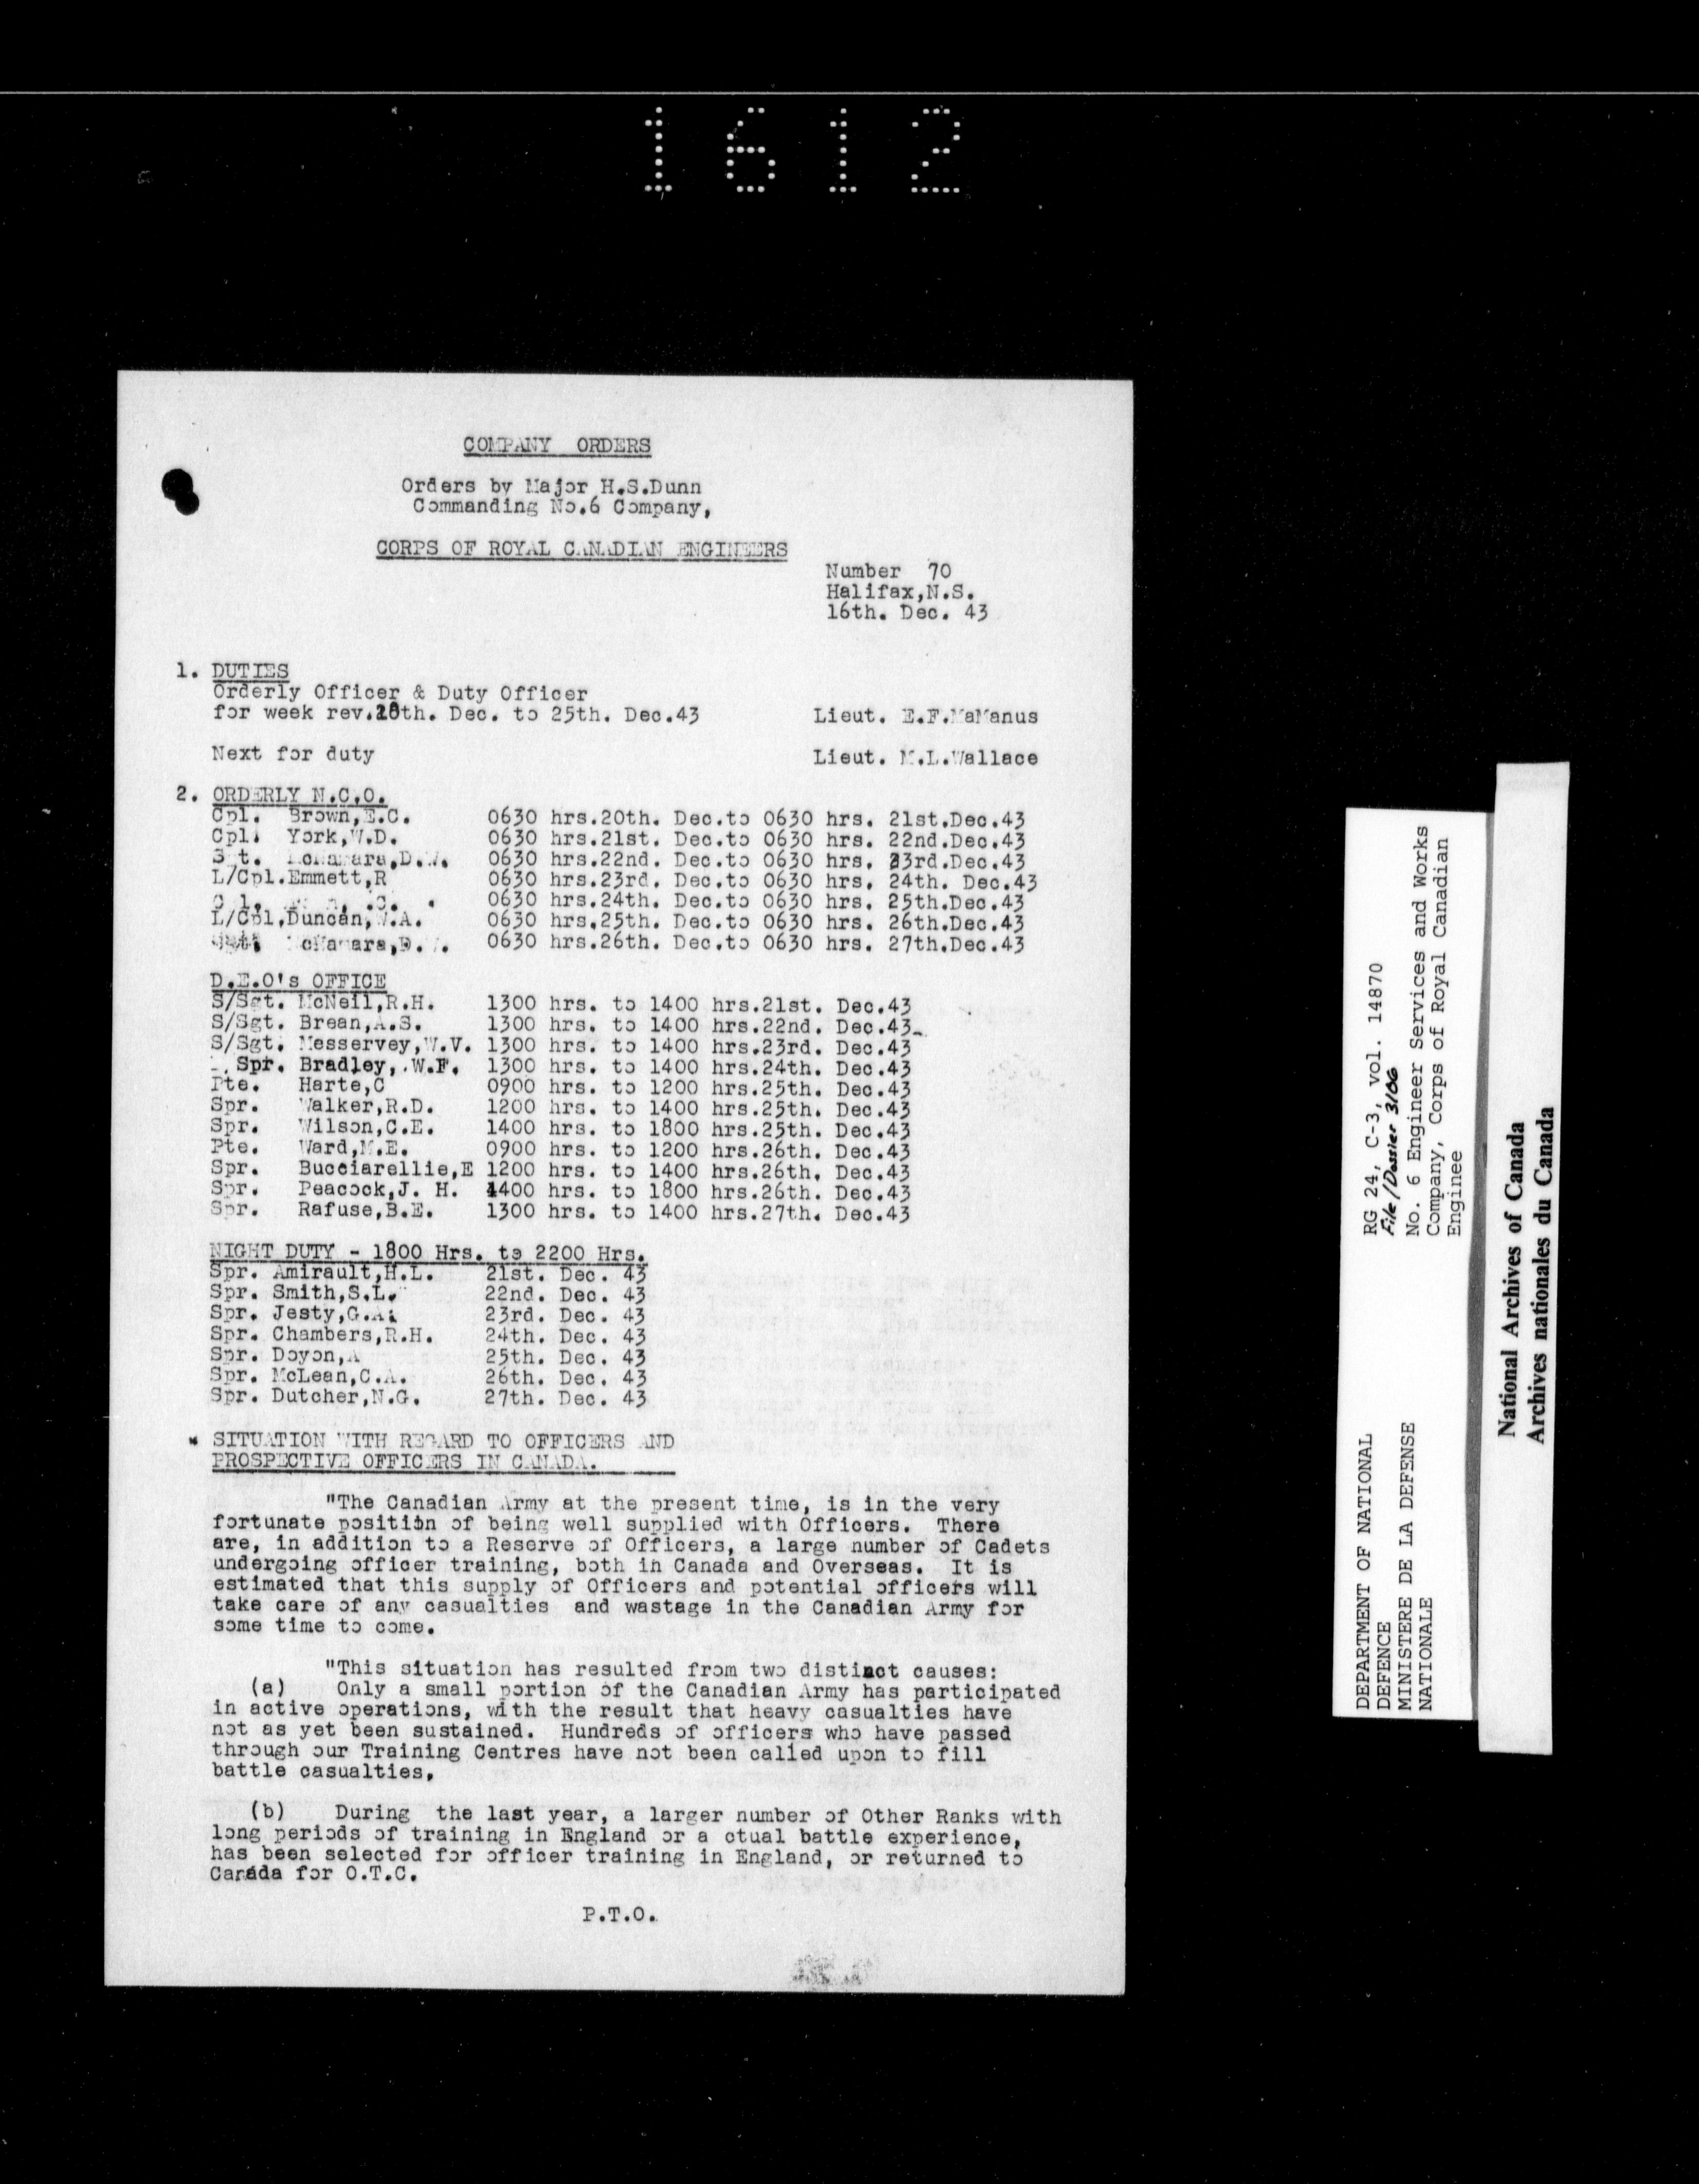 1612
COMPANY ORDERS
Orders by Major H.S.Dunn
Commanding No.6 Company,
CORPS OF ROYAL CANADIAN ENGINEERS
Number 70
Halifax,N.S.
16th. Dec. 43
1. DUTIES
Orderly Officer & Duty Officer
for week rev.20th. Dec. to 25th. Dec.43 Lieut. E.F.MaManus
Next for duty Lieut. M.L.Wallace
2. ORDERLY N.C.O.
Cpl. Brown,E.C. 0630 hrs.20th. Dec.to 0630 hrs. 21st.Dec.43
Cpl. York,W.D. 0630 hrs.21st. Dec.to 0630 hrs. 22nd.Dec.43
Sgt. McNamara,D.W. 0630 hrs.22nd. Dec.to 0630 hrs. 23rd.Dec.43
L/Cpl.Emmett,R 0630 hrs.23rd. Dec.to 0630 hrs. 24th. Dec.43
0630 hrs.24th. Dec.to 0630 hrs. 25th.Dec.43
L/Cpl,Duncan,W.A. 0630 hrs.25th. Dec.to 0630 hrs. 26th.Dec.43
McNamara,D.W. 0630 hrs.26th. Dec.to 0630 hrs. 27th.Dec.43
D.E.O's OFFICE
S/Sgt. McNeil,R.H. 1300 hrs. to 1400 hrs.21st. Dec.43
S/Sgt. Brean,A.S. 1300 hrs. to 1400 hrs.22nd. Dec.43
S/Sgt. Messervey,W.V. 1300 hrs. to 1400 hrs.23rd. Dec.43
Spr. Bradley, .W.F. 1300 hrs. to 1400 hrs.24th. Dec.43
Pte. Harte,C 0900 hrs. to 1200 hrs.25th. Dec.43
Spr. Walker,R.D. 1200 hrs. to 1400 hrs.25th. Dec.43
Spr. Wilson,C.E. 1400 hrs. to 1800 hrs.25th. Dec.43
Pte. Ward,M.E. 0900 hrs. to 1200 hrs.26th. Dec.43
Spr. Bucciarellie,E 1200 hrs. to 1400 hrs.26th. Dec.43
Spr. Peacock,J. H. 1400 hrs. to 1800 hrs.26th. Dec.43
Spr. Rafuse,B.E. 1300 hrs. to 1400 hrs.27th. Dec.43
NIGHT DUTY - 1800 Hrs. to 2200 Hrs.
Spr. Amirault,H.L. 21st. Dec. 43
Spr. Smith,S.L. 22nd. Dec. 43
Spr. Jesty,G.A. 23rd. Dec. 43
Spr. Chambers,R.H. 24th. Dec. 43
Spr. Doyon,A 25th. Dec. 43
Spr. McLean,C.A. 26th. Dec. 43
Spr. Dutcher,N.G. 27th. Dec. 43
SITUATION WITH REGARD TO OFFICERS AND
PROSPECTIVE OFFICERS IN CANADA.
"The Canadian Army at the present time, is in the very
fortunate position of being well supplied with Officers. There
are, in addition to a Reserve of Officers, a large number of Cadets
undergoing officer training, both in Canada and Overseas. It is
estimated that this supply of Officers and potential officers will
take care of any casualties and wastage in the Canadian Army for
some time to come.
"This situation has resulted from two distinct causes:
(a) Only a small portion of the Canadian Army has participated
in active operations, with the result that heavy casualties have
not as yet been sustained. Hundreds of officers who have passed
through our Training Centres have not been called upon to fill
battle casualties,
(b) During the last year, a larger number of Other Ranks with
long periods of training in England or a ctual battle experience,
has been selected for officer training in England, or returned to
Canada for O.T.C.
P.T.O.
DEPARTMENT OF NATIONAL
DEFENCE
MINISTERE DE LA DEFENSE
NATIONALE
RG 24, C-3, vol. 14870
File/Dossier 3106
No. 6 Engineer Services and Works
Company, Corps of Royal Canadian
Enginee
National Archives of Canada
Archives nationales du Canada